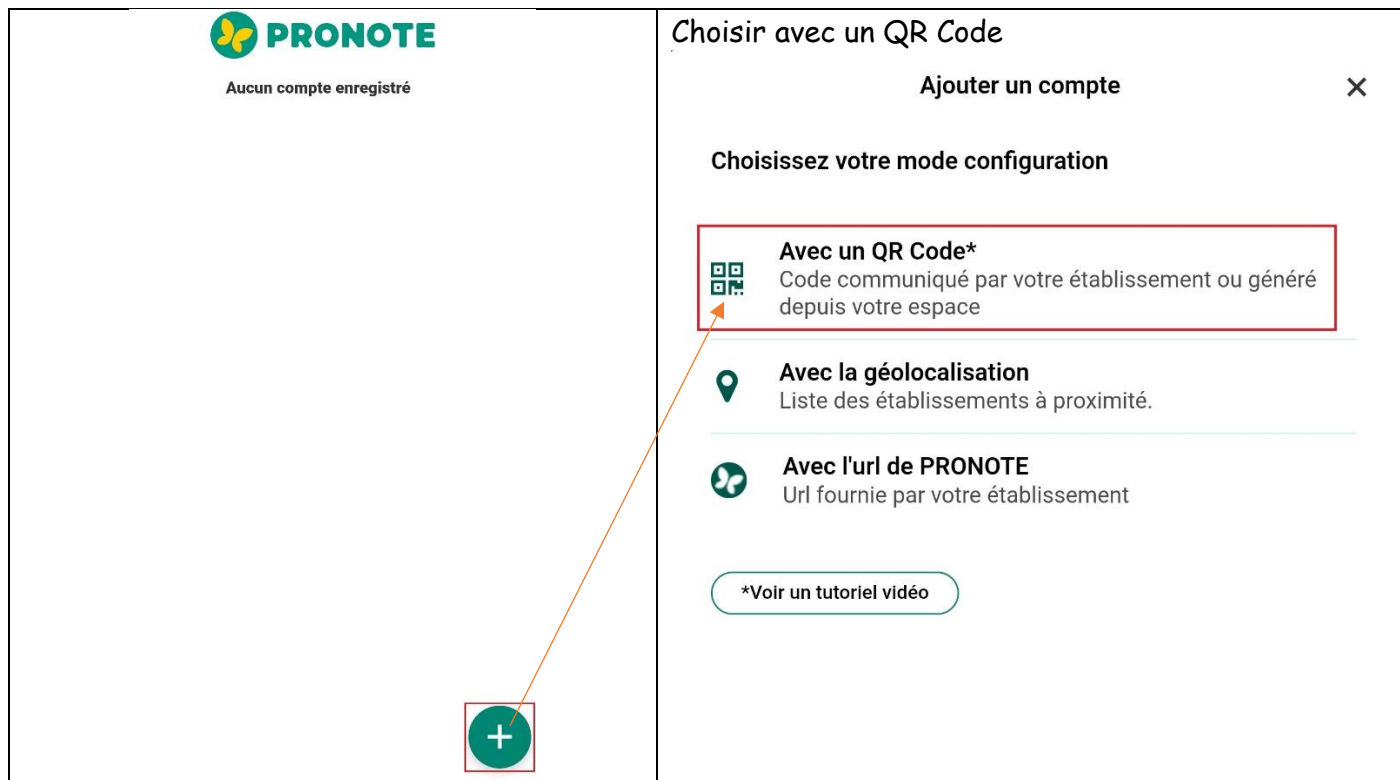 PRONOTE
Aucun compte enregistré
+
Choisir avec un QR Code
Ajouter un compte ×
Choisissez votre mode configuration
Avec un QR Code*
Code communiqué par votre établissement ou généré
depuis votre espace
Avec la géolocalisation
Liste des établissements à proximité.
Avec l'url de PRONOTE
Url fournie par votre établissement
*Voir un tutoriel vidéo